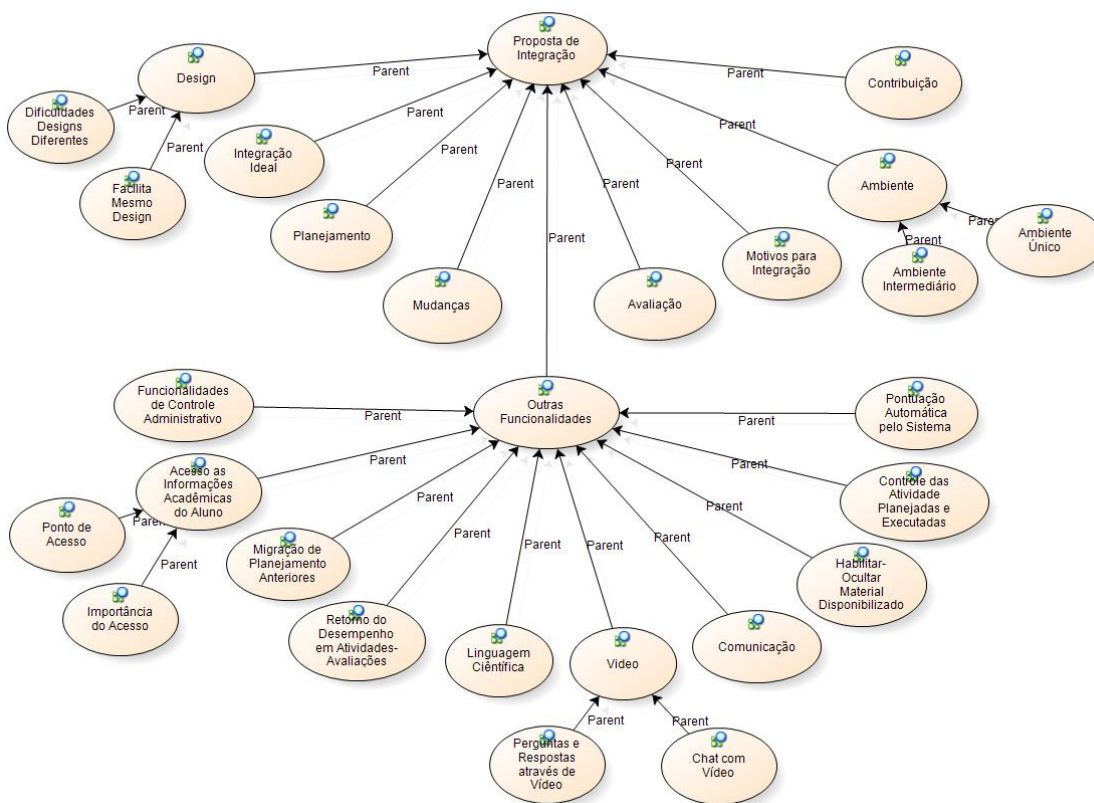 Proposta de
Integração
Design
Parent
Parent
Contribuição
Dificuldades
Designs
Diferentes
Parent
Parent
Integração
Ideal
Parent
Facilita
Mesmo
Design
Ambiente
Planejamento
Parent
Parent
Parent
Parent
Ambiente
Único
Parent
Motivos para
Integração
Ambiente
Intermediário
Mudanças
Avaliação
Funcionalidades
de Controle
Administrativo
Parent
Outras
Funcionalidades
Parent
Pontuação
Automática
pelo Sistema
Acesso as
Informações
Acadêmicas
do Aluno
Parent
Parent
Controle das
Atividade
Planejadas e
Executadas
Ponto de
Acesso
Parent
Parent
Migração de
Planejamento
Anteriores
Parent
Parent
Parent
Parent
Parent
Parent
Habilitar-
Ocultar
Material
Disponibilizado
Importância
do Acesso
Retorno do
Desempenho
em Atividades-
Avaliações
Linguagem
Ciêntífica
Video
Comunicação
Parent
Parent
Perguntas e
Respostas
através de
Vídeo
Chat com
Vídeo